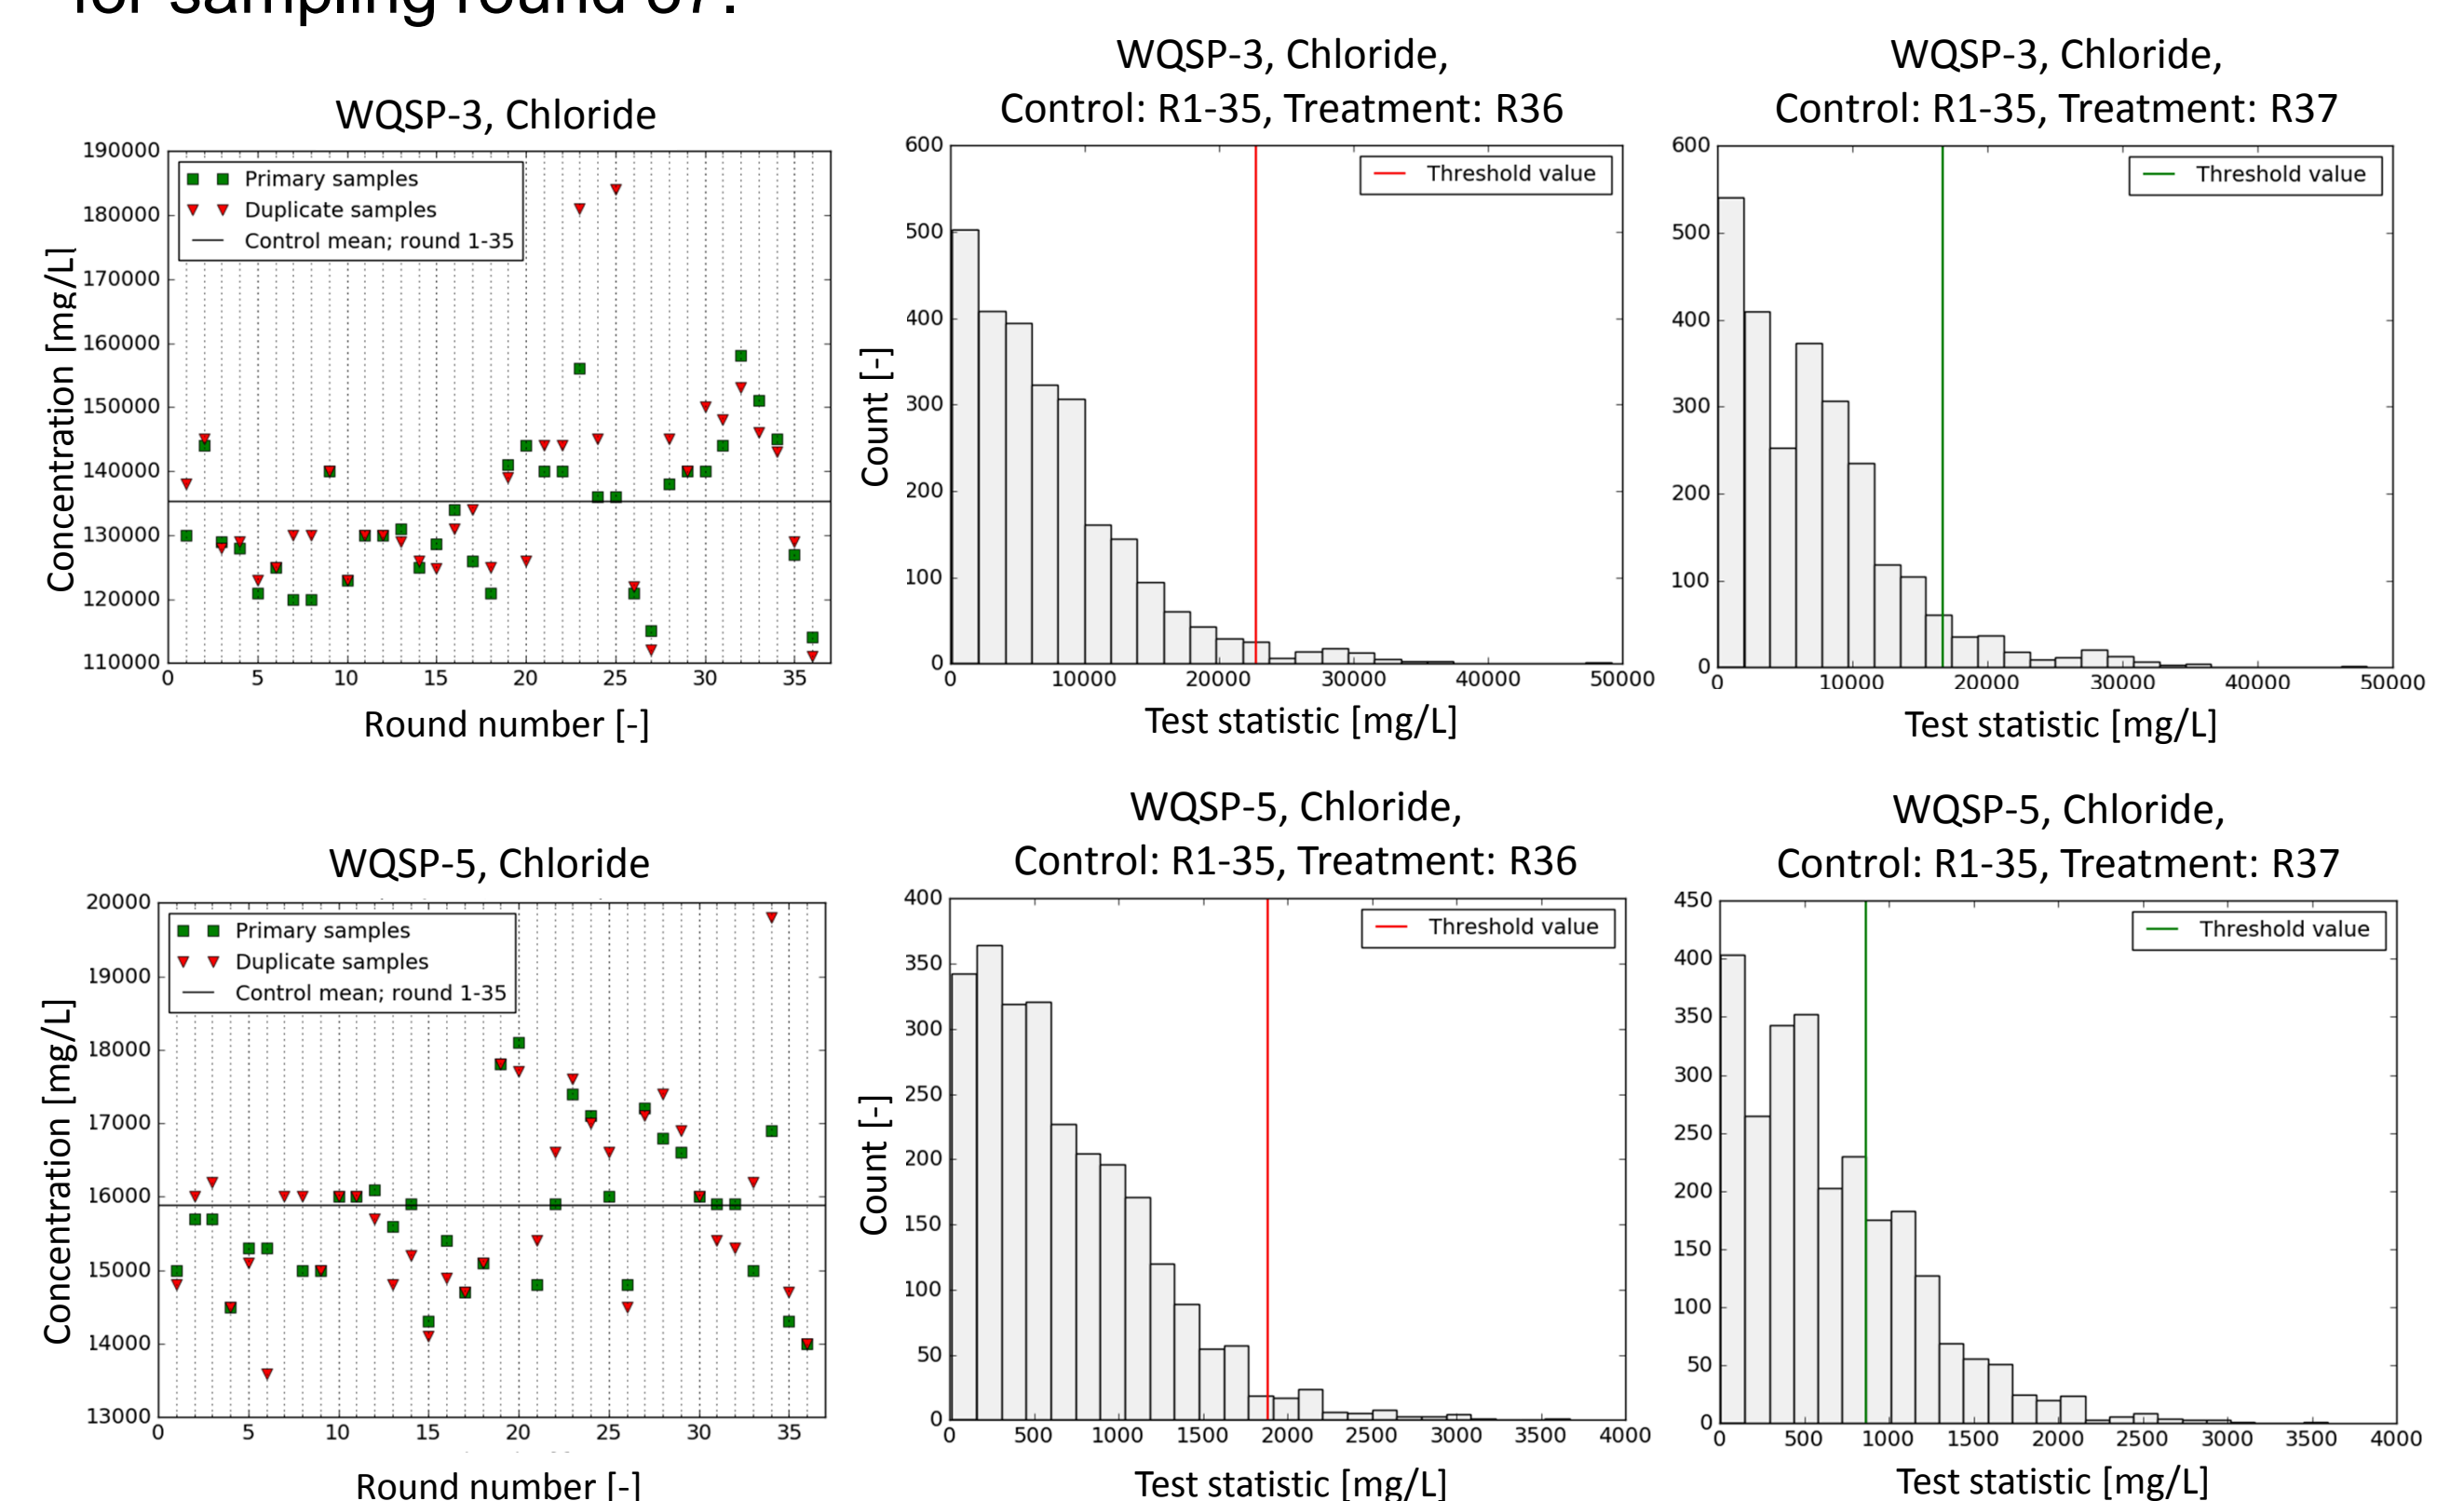 for sampling round 37.
WQSP-3, Chloride
190000
180000
170000
160000
150000
140000
130000
120000
110000
Concentration [mg/L]
Primary samples
Duplicate samples
Control mean; round 1-35
0 5 10 15 20 25 30 35
Round number [-]
WQSP-3, Chloride,
Control: R1-35, Treatment: R36
600
500
400
300
200
100
0
Count [-]
Threshold value
0 10000 20000 30000 40000 50000
Test statistic [mg/L]
WQSP-3, Chloride,
Control: R1-35, Treatment: R37
600
500
400
300
200
100
0
Threshold value
0 10000 20000 30000 40000 50000
Test statistic [mg/L]
WQSP-5, Chloride
20000
19000
18000
17000
16000
15000
14000
13000
Concentration [mg/L]
Primary samples
Duplicate samples
Control mean; round 1-35
0 5 10 15 20 25 30 35
Round number [-]
WQSP-5, Chloride,
Control: R1-35, Treatment: R36
400
350
300
250
200
150
100
50
0
Count [-]
Threshold value
0 500 1000 1500 2000 2500 3000 3500 4000
Test statistic [mg/L]
WQSP-5, Chloride,
Control: R1-35, Treatment: R37
450
400
350
300
250
200
150
100
50
0
Threshold value
0 500 1000 1500 2000 2500 3000 3500 4000
Test statistic [mg/L]